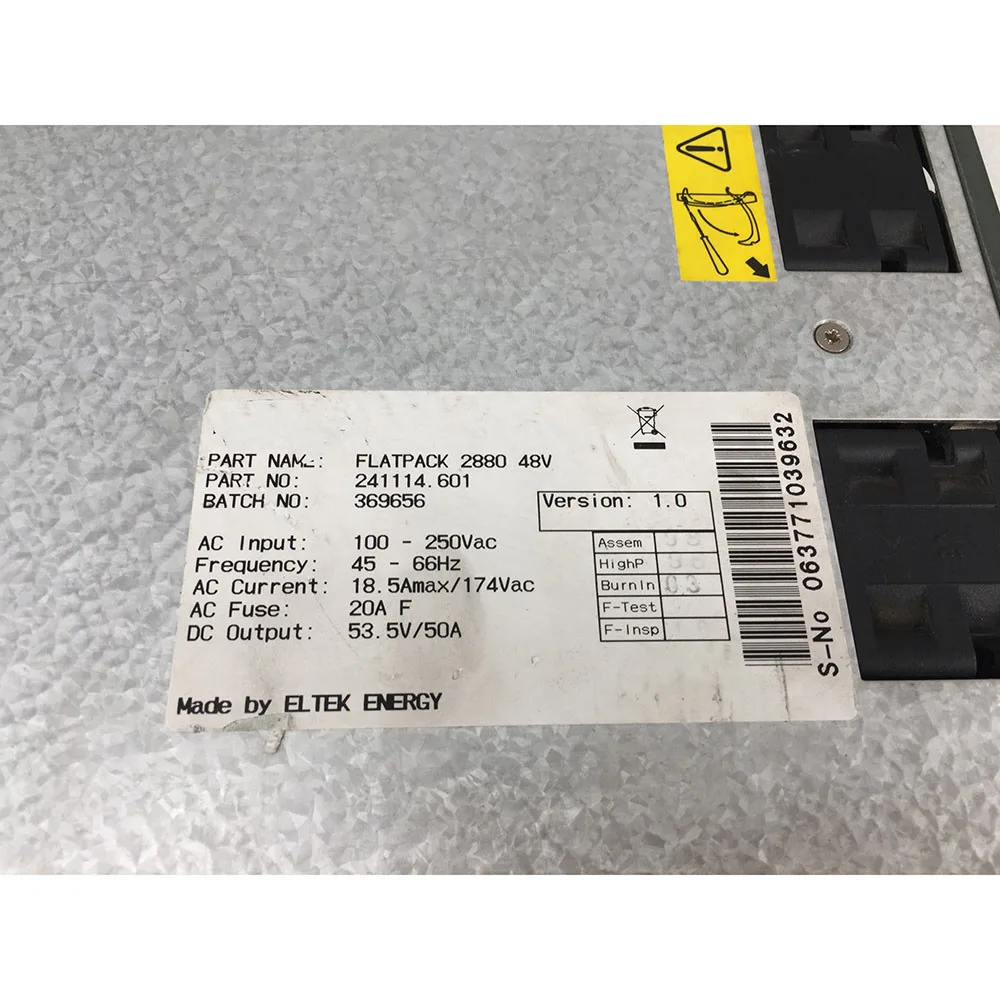 PART NAME: FLATPACK 2880 48V
PART NO: 241114.601
BATCH NO: 369656
Version: 1.0
AC Input: 100 - 250Vac
Frequency: 45 - 66Hz
AC Current: 18.5Amax/174Vac
AC Fuse: 20A F
DC Output: 53.5V/50A
Assem
HighP
BurnIn 03
F-Test
F-Insp
Made by ELTEK ENERGY
S-No 063771039632